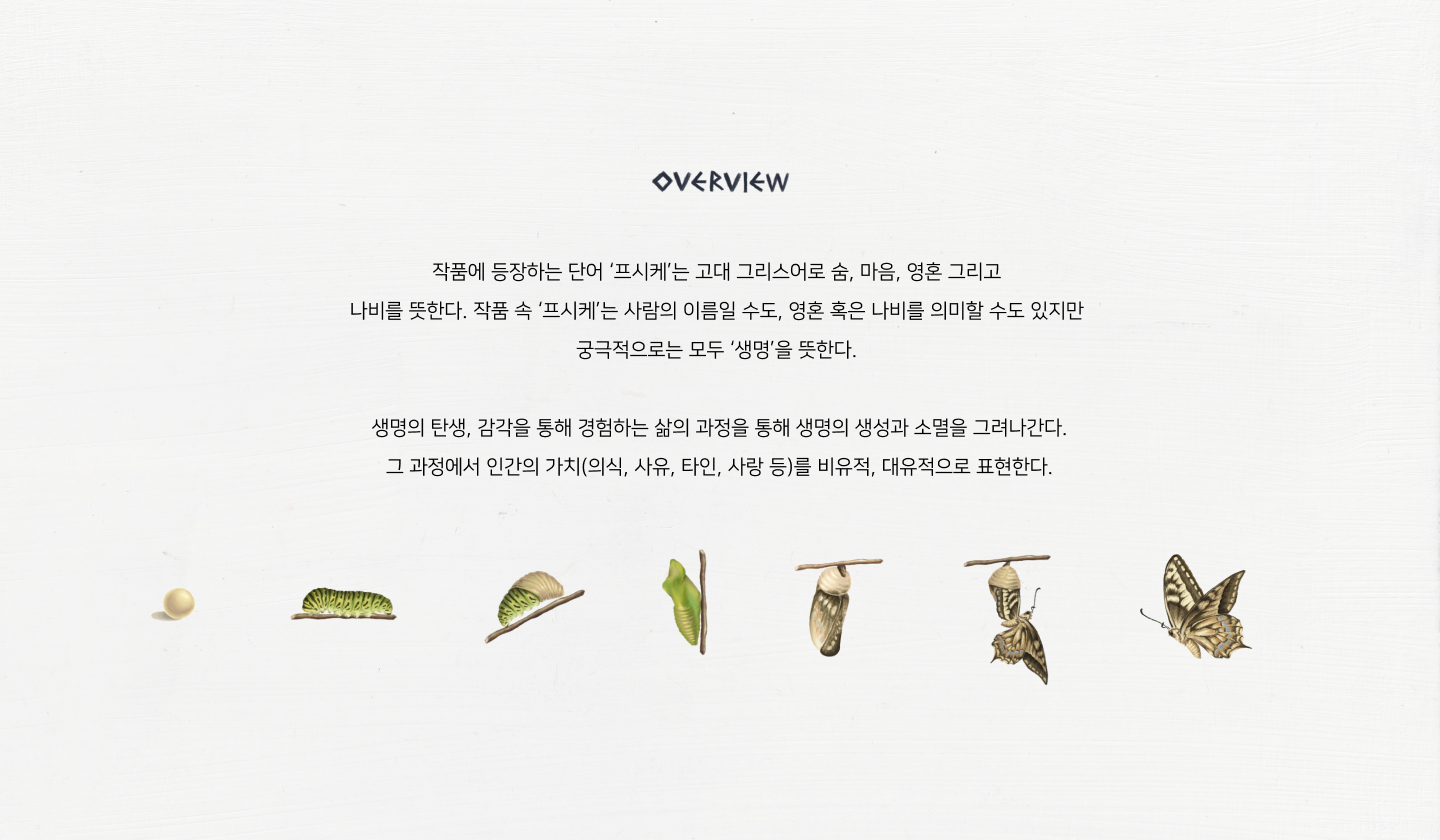 OVERVIEW
작품에 등장하는 단어 ‘프시케’는 고대 그리스어로 숨, 마음, 영혼 그리고
나비를 뜻한다. 작품 속 ‘프시케’는 사람의 이름일 수도, 영혼 혹은 나비를 의미할 수도 있지만
궁극적으로는 모두 ‘생명’을 뜻한다.
생명의 탄생, 감각을 통해 경험하는 삶의 과정을 통해 생명의 생성과 소멸을 그려나간다.
그 과정에서 인간의 가치(의식, 사유, 타인, 사랑 등)를 비유적, 대유적으로 표현한다.